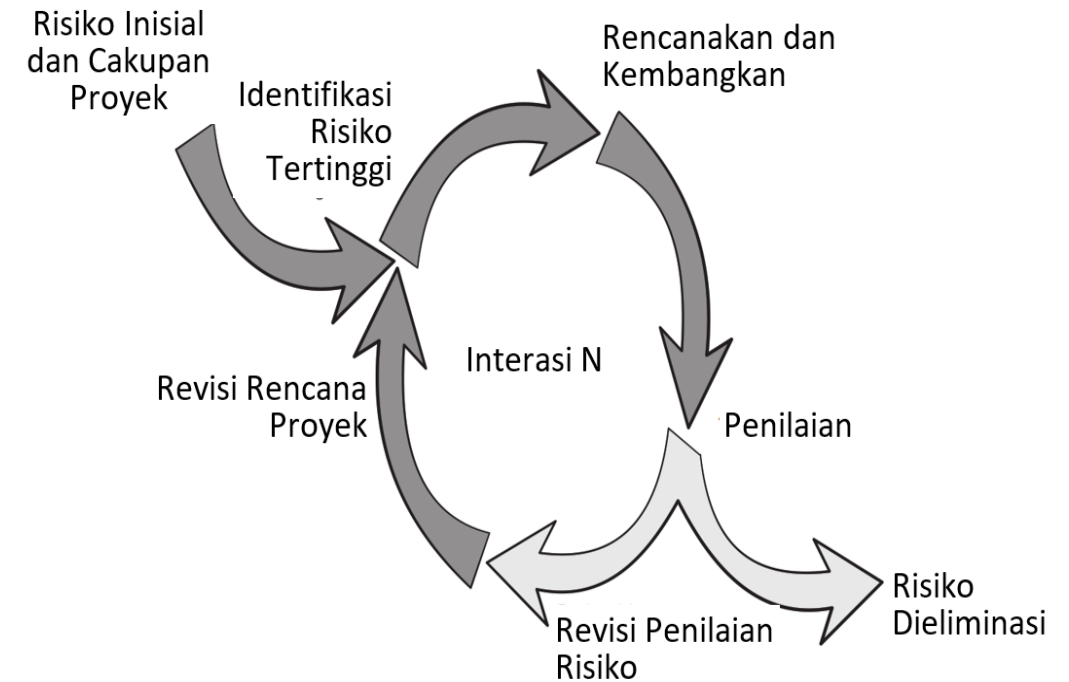 Risiko Inisial
dan Cakupan
Proyek
Identifikasi
Risiko
Tertinggi
Rencanakan dan
Kembangkan
Interasi N
Revisi Rencana
Proyek
Penilaian
Risiko
Dieliminasi
Revisi Penilaian
Risiko